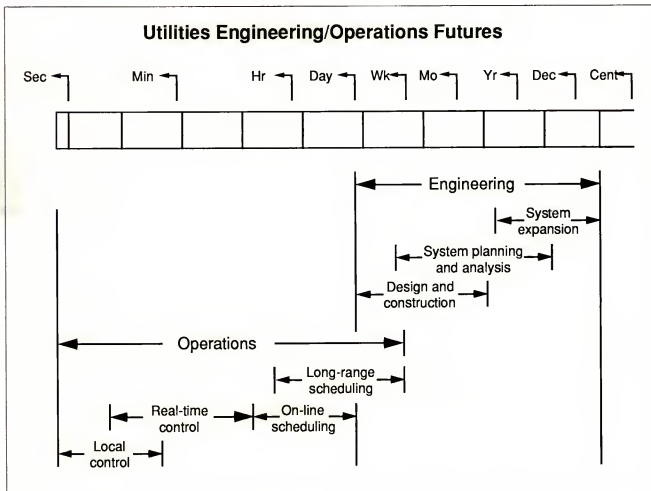 Utilities Engineering/Operations Futures
Sec Min Hr Day Wk Mo Yr Dec Cent
Engineering
System
expansion
System planning
and analysis
Design and
construction
Operations
Long-range
scheduling
Real-time
control
On-line
scheduling
Local
control